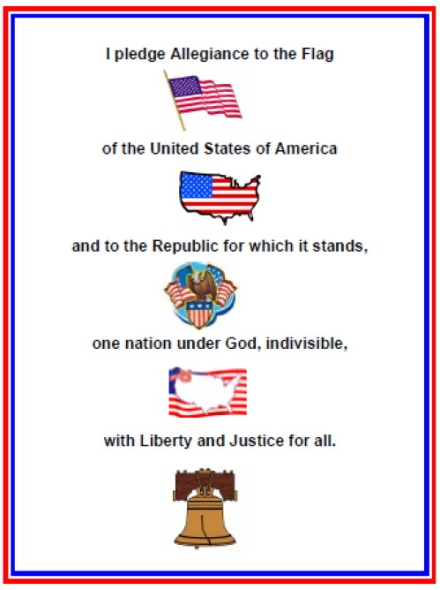 I pledge Allegiance to the Flag
of the United States of America
and to the Republic for which it stands,
one nation under God, indivisible,
with Liberty and Justice for all.